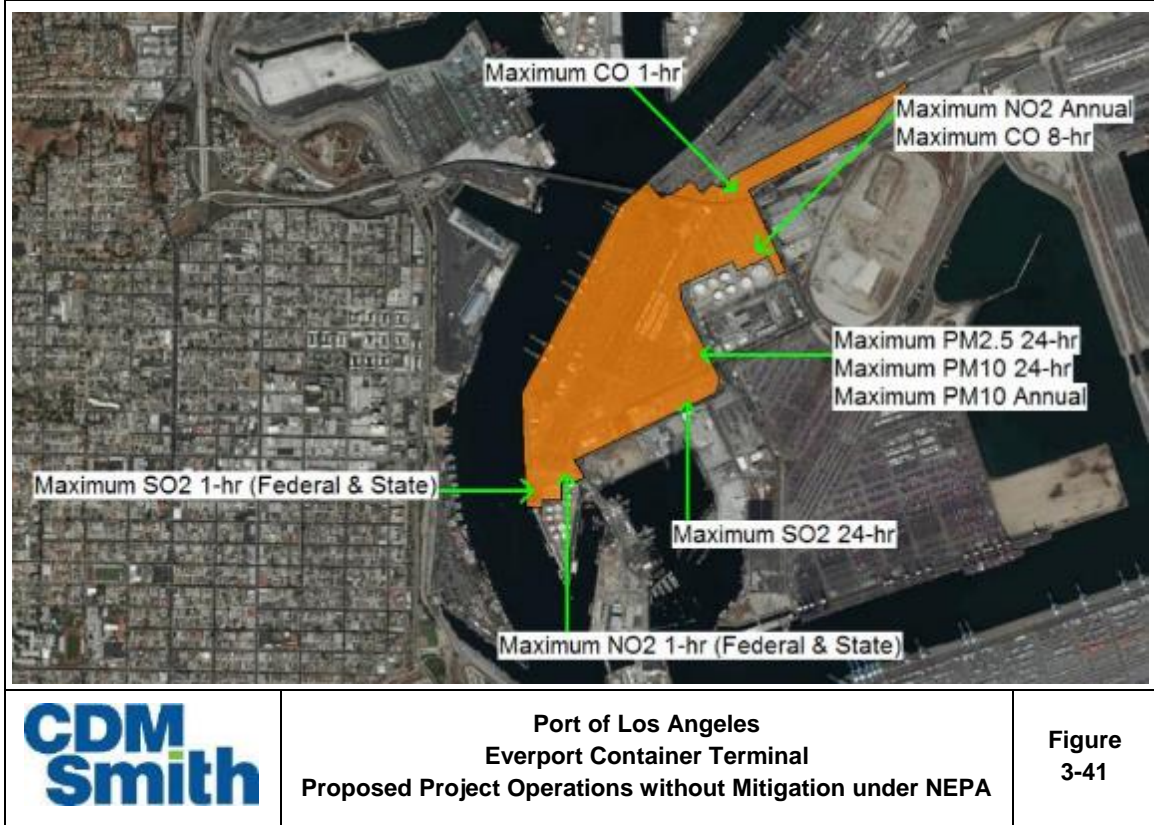 Maximum CO 1-hr
Maximum NO2 Annual
Maximum CO 8-hr
Maximum PM2.5 24-hr
Maximum PM10 24-hr
Maximum PM10 Annual
Maximum SO2 1-hr (Federal & State)
Maximum SO2 24-hr
Maximum NO2 1-hr (Federal & State)
CDM
Smith
Port of Los Angeles
Everport Container Terminal
Proposed Project Operations without Mitigation under NEPA
Figure
3-41